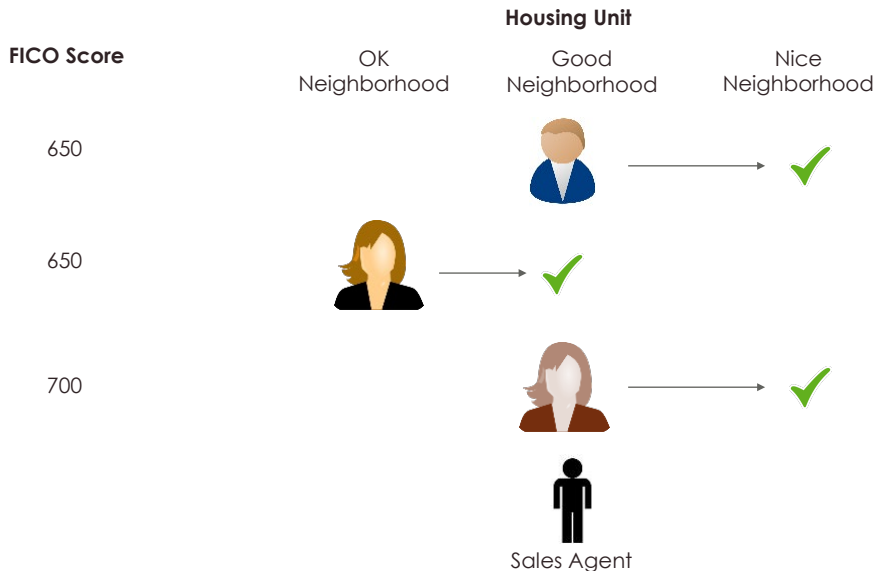 Housing Unit
FICO Score
OK
Neighborhood
Good
Neighborhood
Nice
Neighborhood
650
650
700
Sales Agent